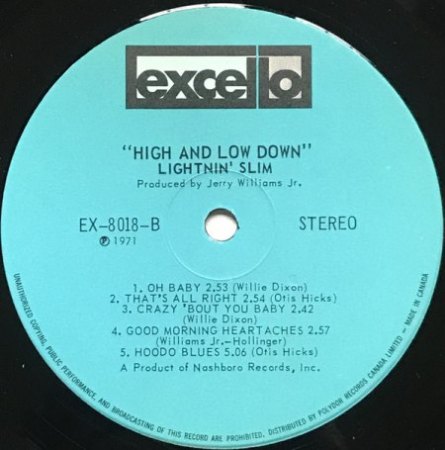 excello
"HIGH AND LOW DOWN"
LIGHTNIN' SLIM
Produced by Jerry Williams Jr.
EX-8018-B
STEREO
℗ 1971
1. OH BABY 2.53 (Willie Dixon)
2. THAT'S ALL RIGHT 2.54 (Otis Hicks)
3. CRAZY 'BOUT YOU BABY 2.42
(Willie Dixon)
4. GOOD MORNING HEARTACHES 2.57
(Williams Jr.-Hollinger)
5. HOODO BLUES 5.06 (Otis Hicks)
A Product of Nashboro Records, Inc.
UNAUTHORIZED COPYING, PUBLIC PERFORMANCE, AND BROADCASTING OF THIS RECORD ARE PROHIBITED. DISTRIBUTED BY POLYDOR RECORDS CANADA LIMITED — MADE IN CANADA